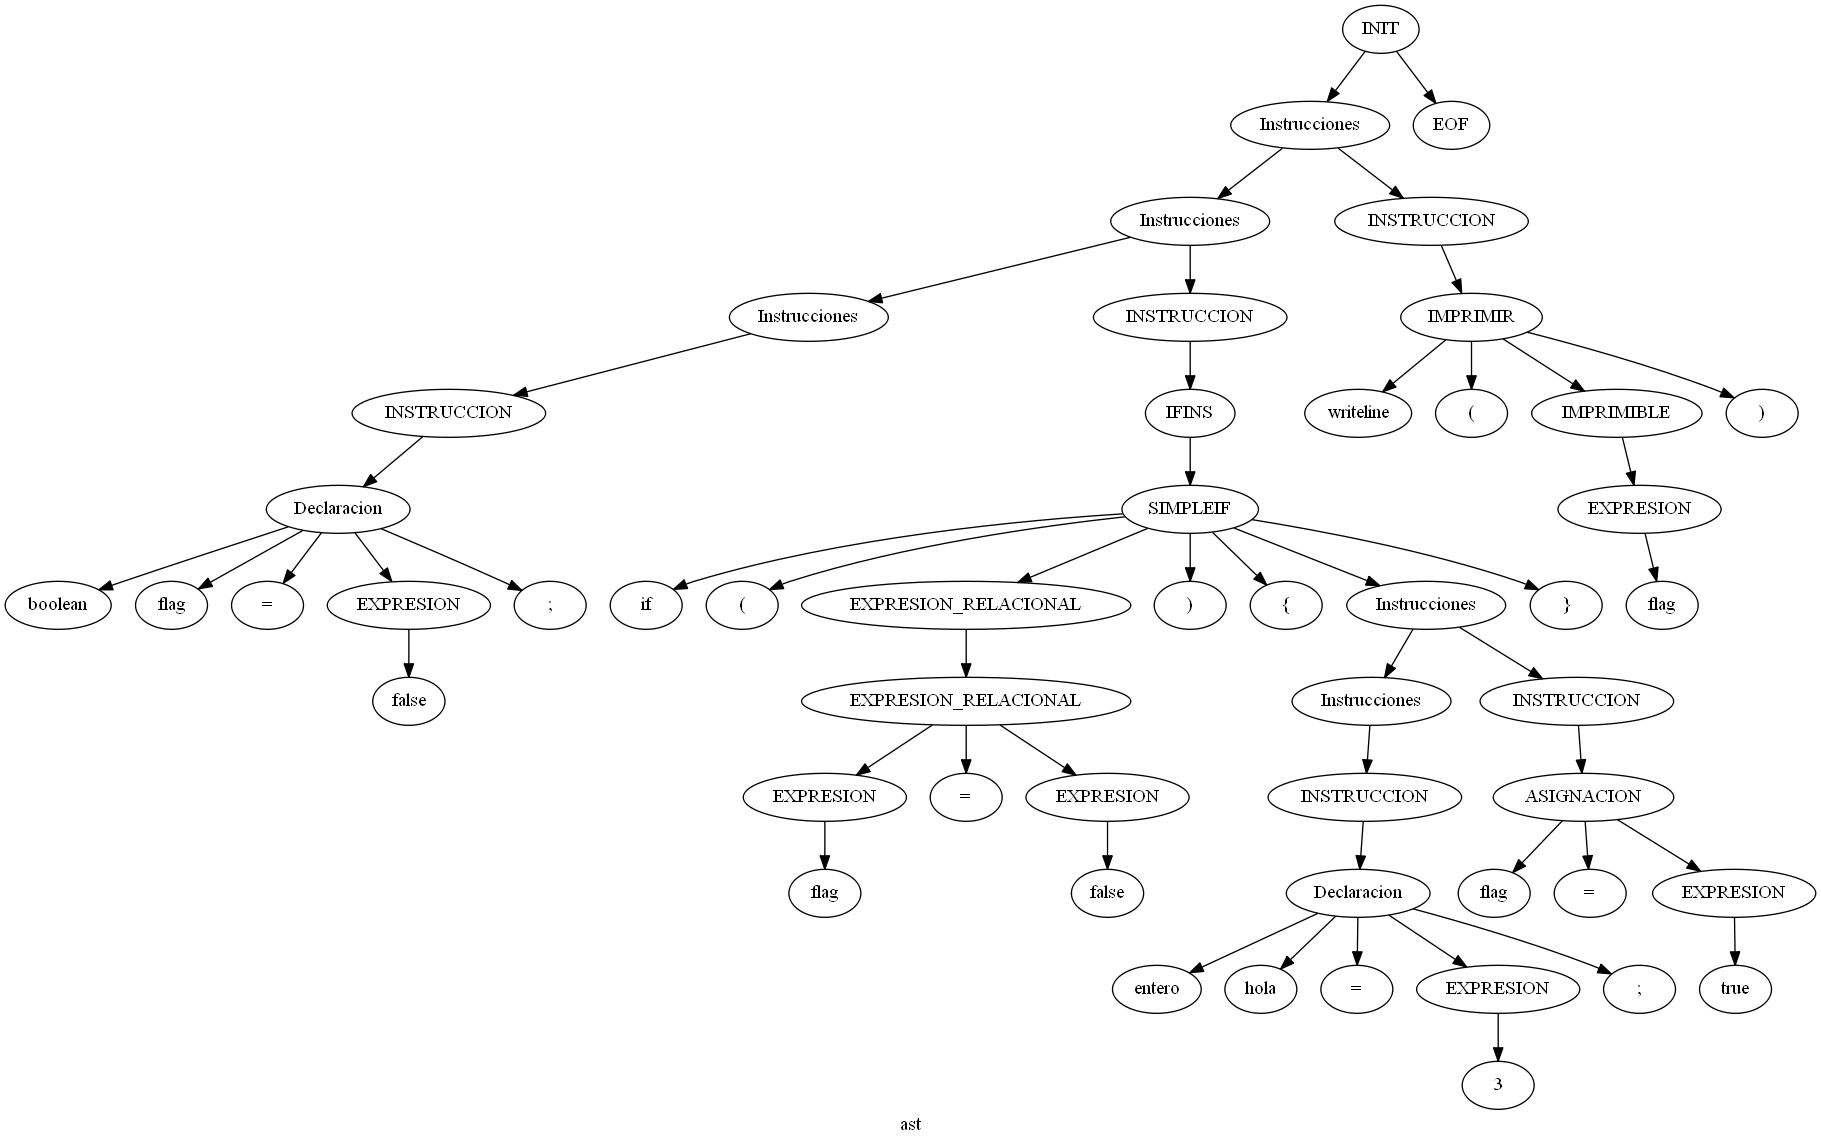 INIT
Instrucciones EOF
Instrucciones INSTRUCCION
Instrucciones INSTRUCCION IMPRIMIR
INSTRUCCION IFINS writeline ( IMPRIMIBLE )
Declaracion SIMPLEIF EXPRESION
boolean flag = EXPRESION ; if ( EXPRESION_RELACIONAL ) { Instrucciones } flag
false EXPRESION_RELACIONAL Instrucciones INSTRUCCION
EXPRESION = EXPRESION INSTRUCCION ASIGNACION
flag false Declaracion flag = EXPRESION
entero hola = EXPRESION ; true
3
ast